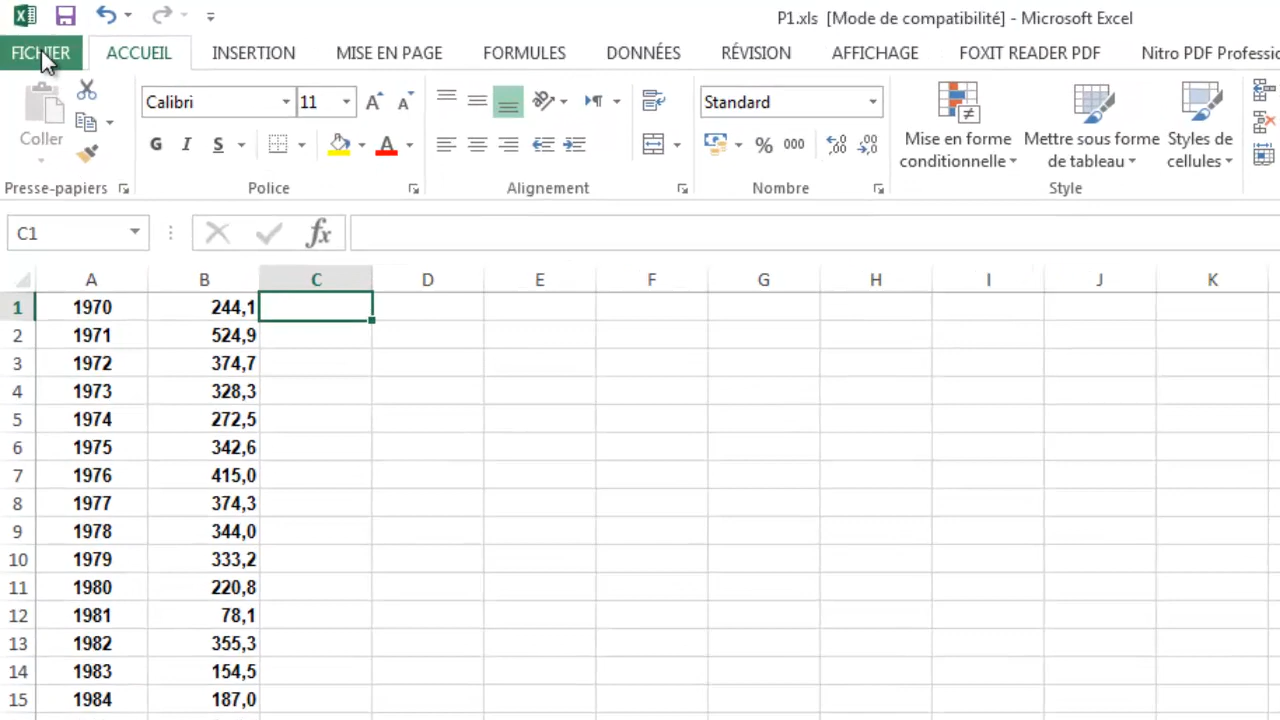 P1.xls [Mode de compatibilité] - Microsoft Excel
FICHIER ACCUEIL INSERTION MISE EN PAGE FORMULES DONNÉES RÉVISION AFFICHAGE FOXIT READER PDF Nitro PDF Professio
Calibri 11 Standard
Coller
G I S A % 000 ,00 ,00
Mise en forme conditionnelle
Mettre sous forme de tableau
Styles de cellules
Presse-papiers Police Alignement Nombre Style
C1 fx
A B C D E F G H I J K
1 1970 244,1
2 1971 524,9
3 1972 374,7
4 1973 328,3
5 1974 272,5
6 1975 342,6
7 1976 415,0
8 1977 374,3
9 1978 344,0
10 1979 333,2
11 1980 220,8
12 1981 78,1
13 1982 355,3
14 1983 154,5
15 1984 187,0